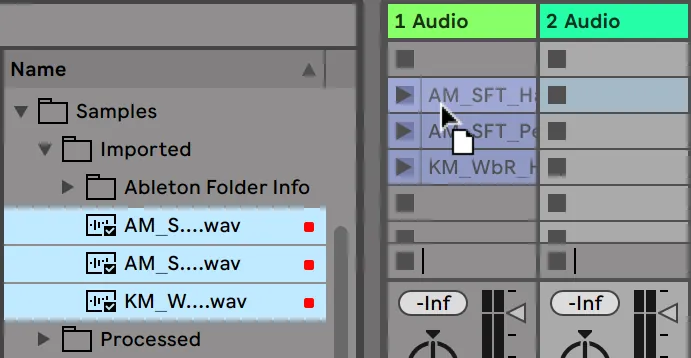 Name
Samples
Imported
Ableton Folder Info
AM_S....wav
AM_S....wav
KM_W....wav
Processed
1 Audio
2 Audio
AM_SFT_Ha
AM_SFT_Pe
KM_WbR_H
-Inf
-Inf